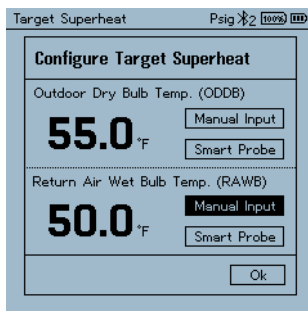 Target Superheat Psig 2 100%
Configure Target Superheat
Outdoor Dry Bulb Temp. (ODDB)
55.0 °F
Manual Input
Smart Probe
Return Air Wet Bulb Temp. (RAWB)
50.0 °F
Manual Input
Smart Probe
Ok